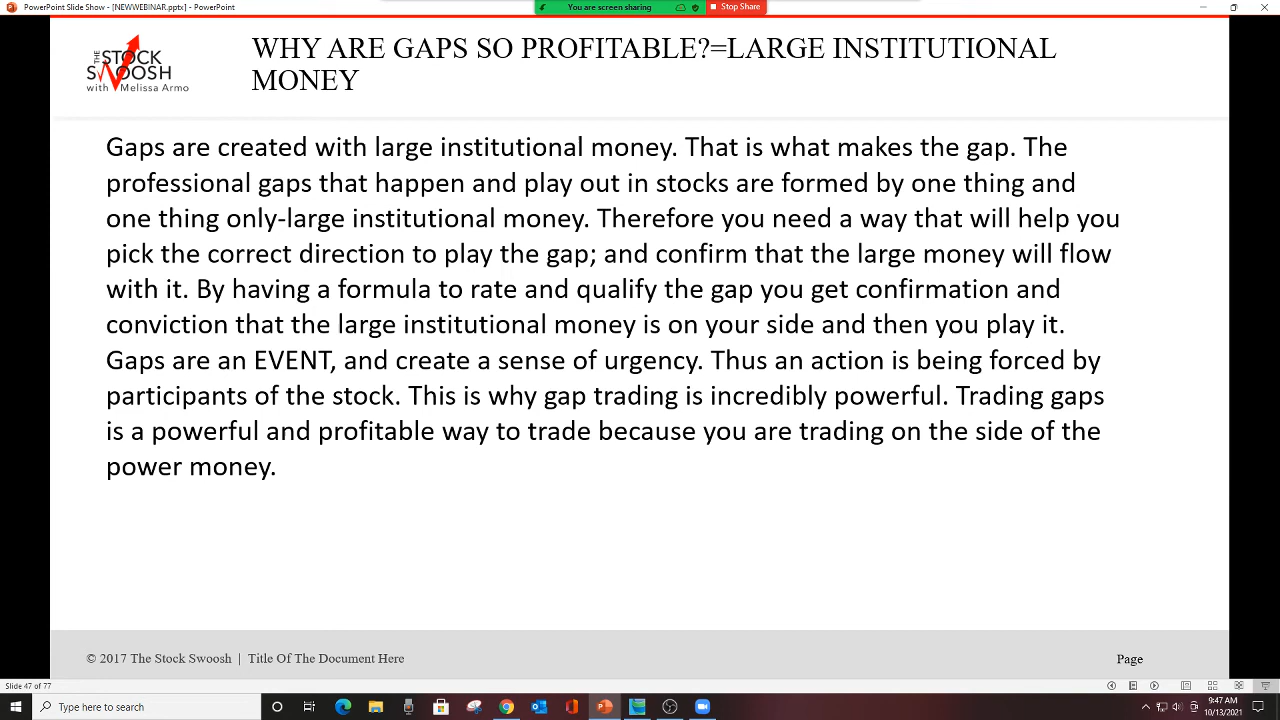 PowerPoint Slide Show - [NEWWEBINAR.pptx] - PowerPoint
You are screen sharing
Stop Share
THE STOCK SWOOSH
with Melissa Armo
WHY ARE GAPS SO PROFITABLE?=LARGE INSTITUTIONAL
MONEY
Gaps are created with large institutional money. That is what makes the gap. The
professional gaps that happen and play out in stocks are formed by one thing and
one thing only-large institutional money. Therefore you need a way that will help you
pick the correct direction to play the gap; and confirm that the large money will flow
with it. By having a formula to rate and qualify the gap you get confirmation and
conviction that the large institutional money is on your side and then you play it.
Gaps are an EVENT, and create a sense of urgency. Thus an action is being forced by
participants of the stock. This is why gap trading is incredibly powerful. Trading gaps
is a powerful and profitable way to trade because you are trading on the side of the
power money.
© 2017 The Stock Swoosh | Title Of The Document Here
Page
Slide 47 of 77
Type here to search
9:47 AM
10/13/2021